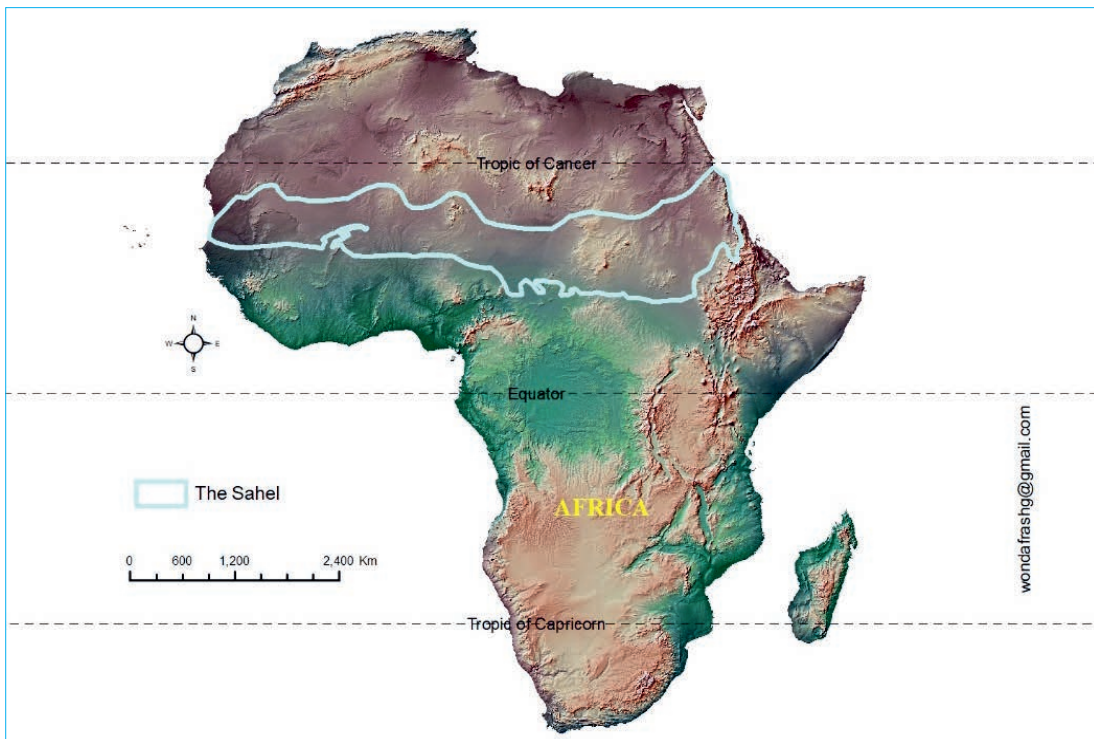 Tropic of Cancer
N
W E
S
Equator
The Sahel
AFRICA
0 600 1,200 2,400 Km
Tropic of Capricorn
wondafrashg@gmail.com